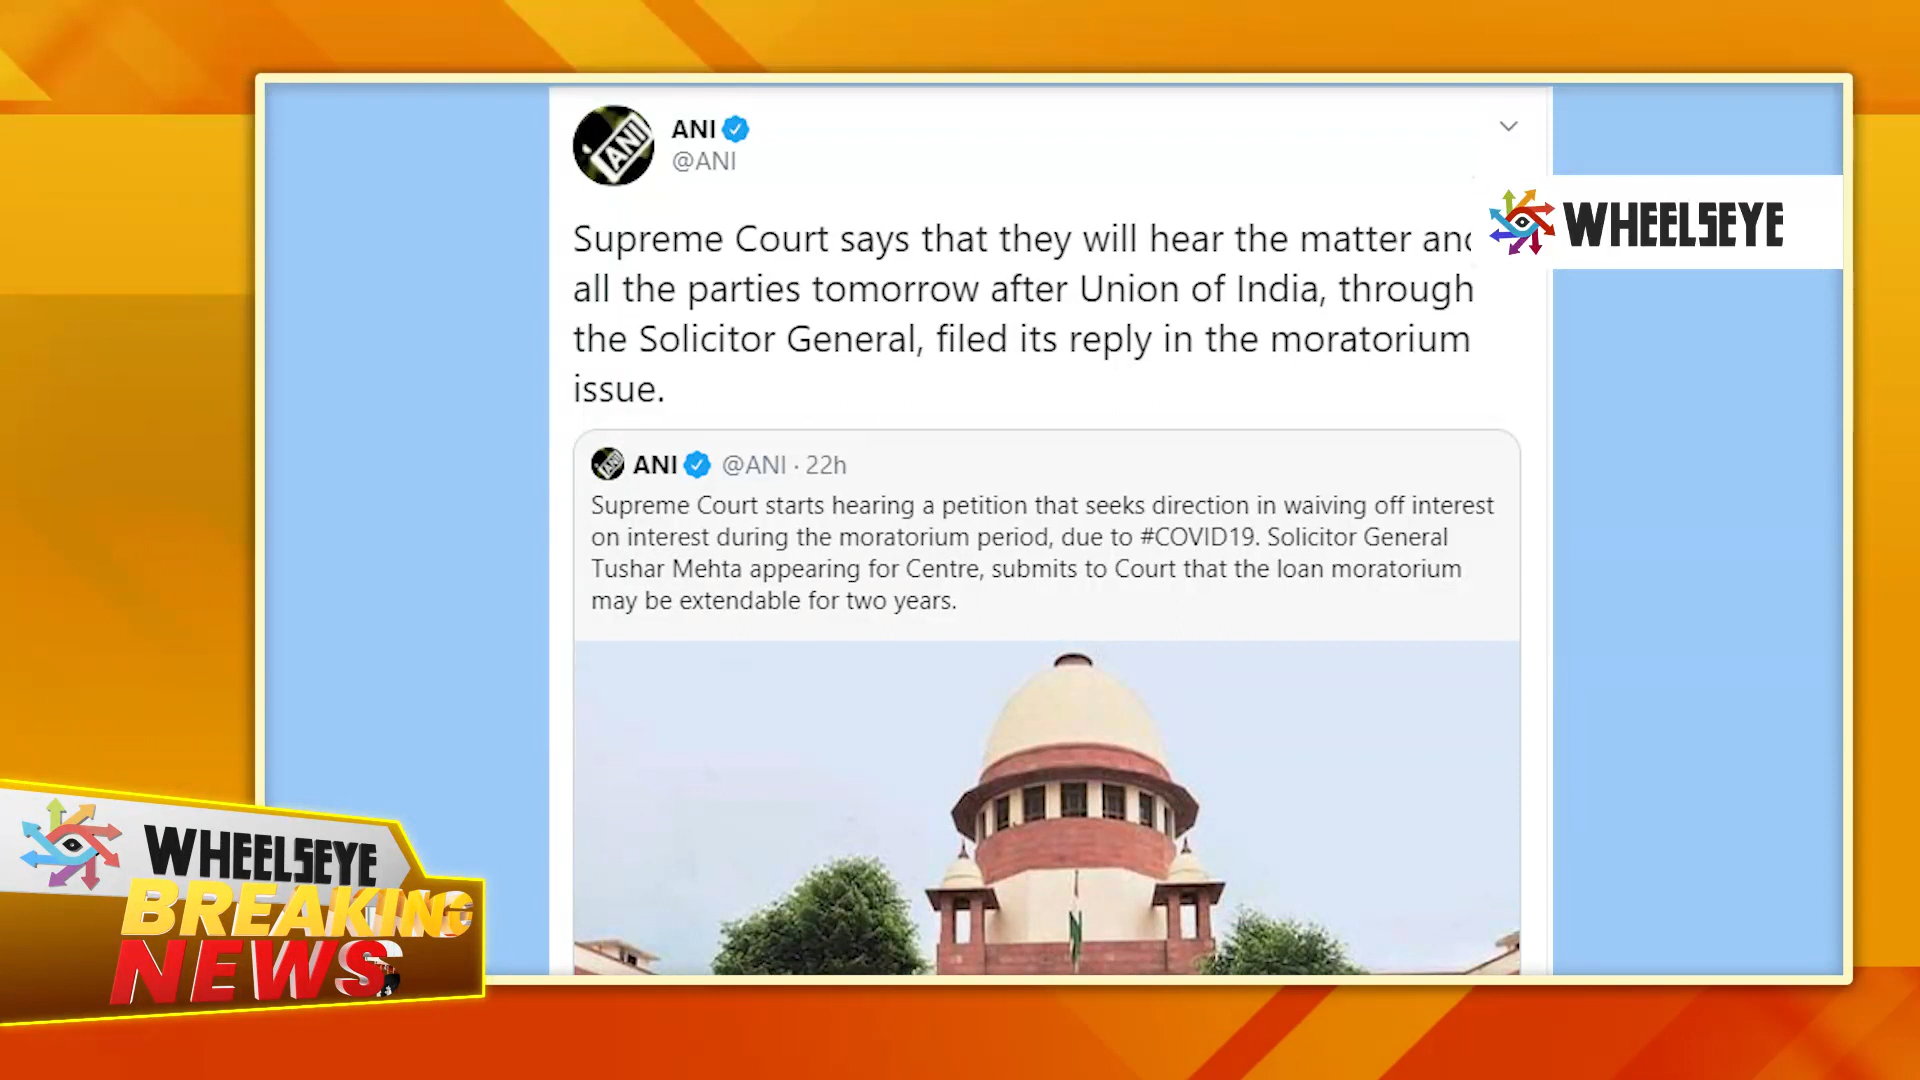 ANI
@ANI
WHEELSEYE
Supreme Court says that they will hear the matter and
all the parties tomorrow after Union of India, through
the Solicitor General, filed its reply in the moratorium
issue.
ANI @ANI · 22h
Supreme Court starts hearing a petition that seeks direction in waiving off interest
on interest during the moratorium period, due to #COVID19. Solicitor General
Tushar Mehta appearing for Centre, submits to Court that the loan moratorium
may be extendable for two years.
WHEELSEYE
BREAKING
NEWS